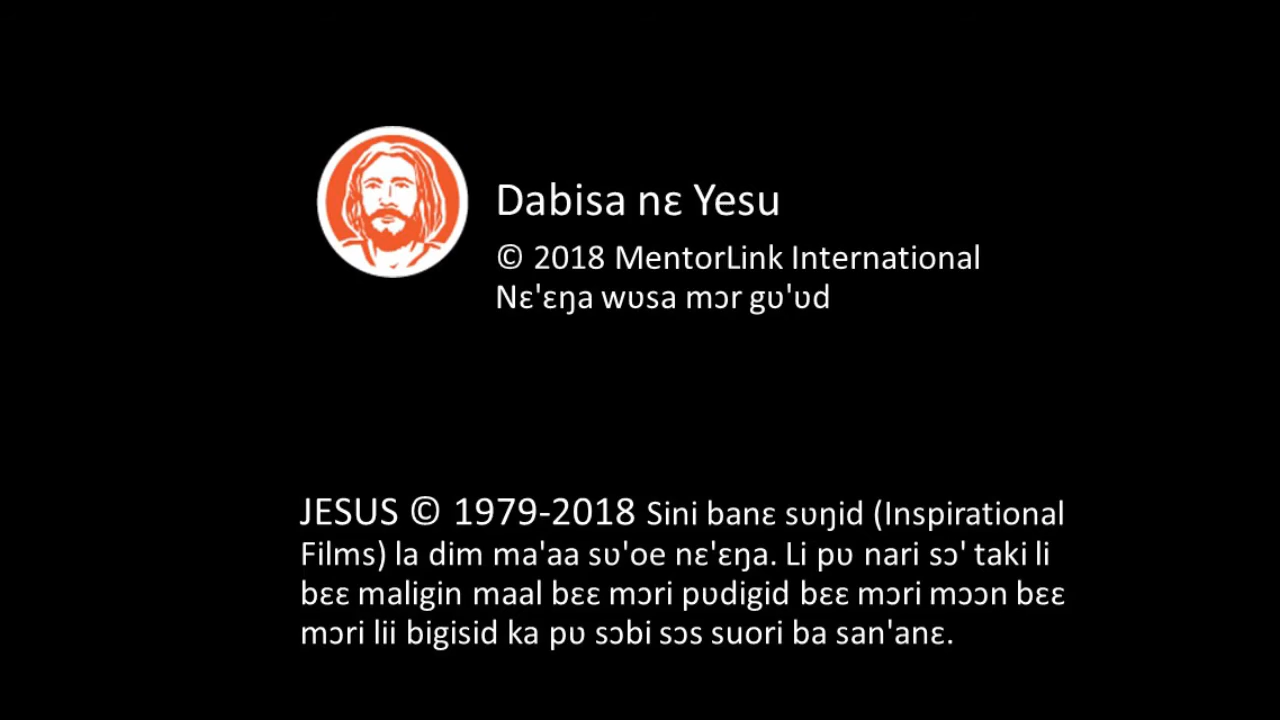 Dabisa nɛ Yesu
© 2018 MentorLink International
Nɛ'ɛŋa wʋsa mɔr gʋ'ʋd
JESUS © 1979-2018 Sini banɛ sʋŋid (Inspirational
Films) la dim ma'aa sʋ'oe nɛ'ɛŋa. Li pʋ nari sɔ' taki li
bɛɛ maligin maal bɛɛ mɔri pʋdigid bɛɛ mɔri mɔɔn bɛɛ
mɔri lii bigisid ka pʋ sɔbi sɔs suori ba san'anɛ.